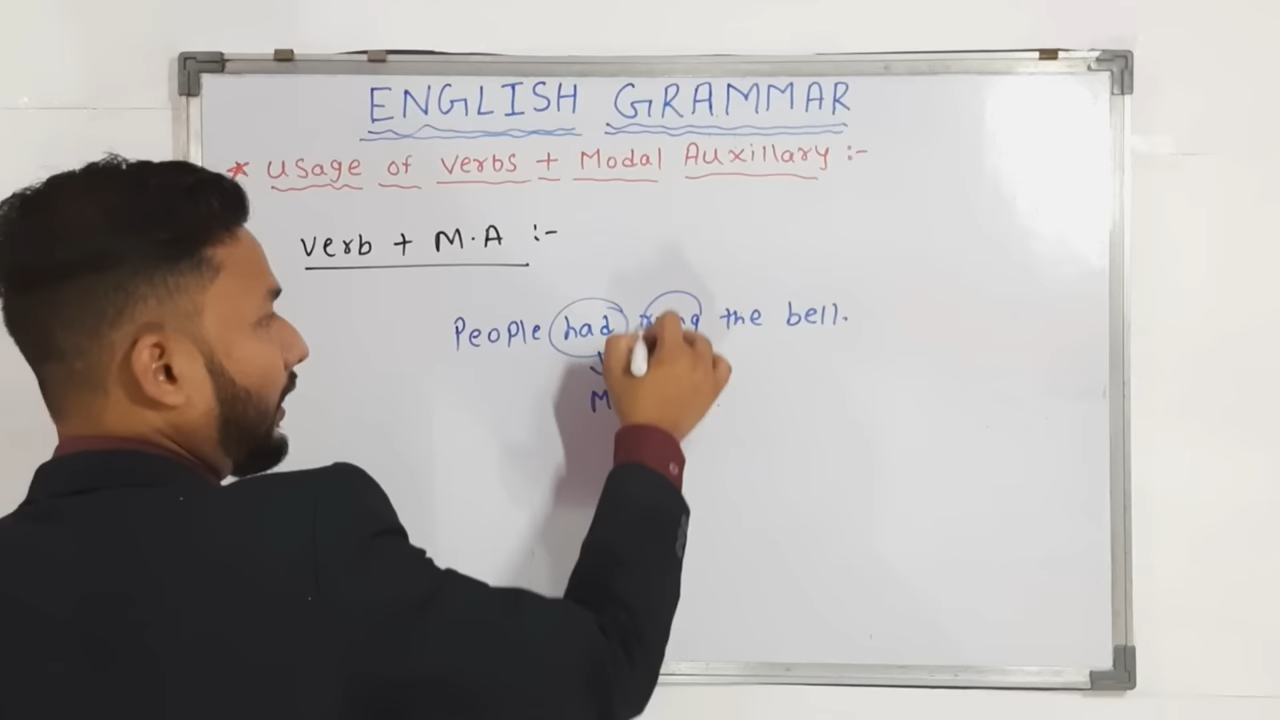 ENGLISH GRAMMAR
* Usage of Verbs + Modal Auxillary :-
Verb + M.A :-
People had the bell.
M